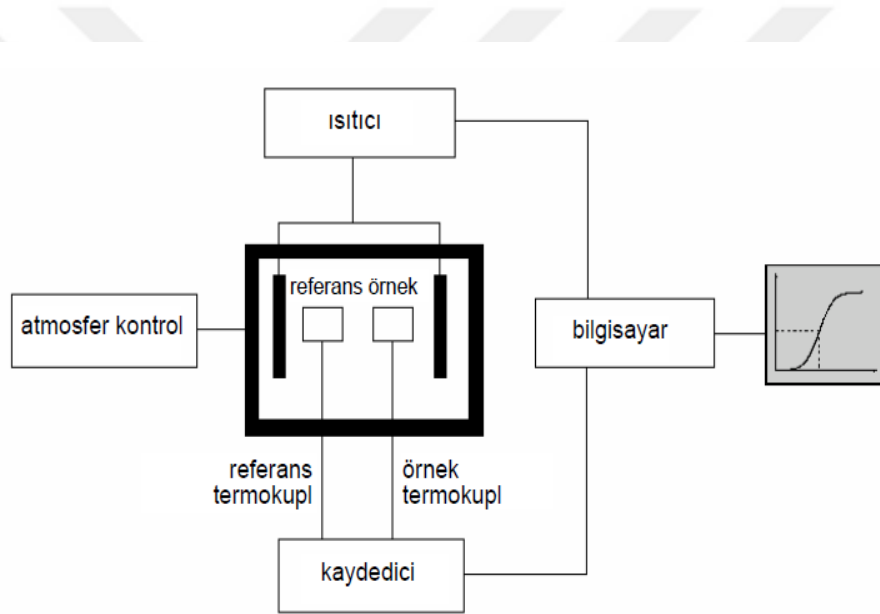 ısıtıcı
referans örnek
atmosfer kontrol
bilgisayar
referans
termokupl
örnek
termokupl
kaydedici